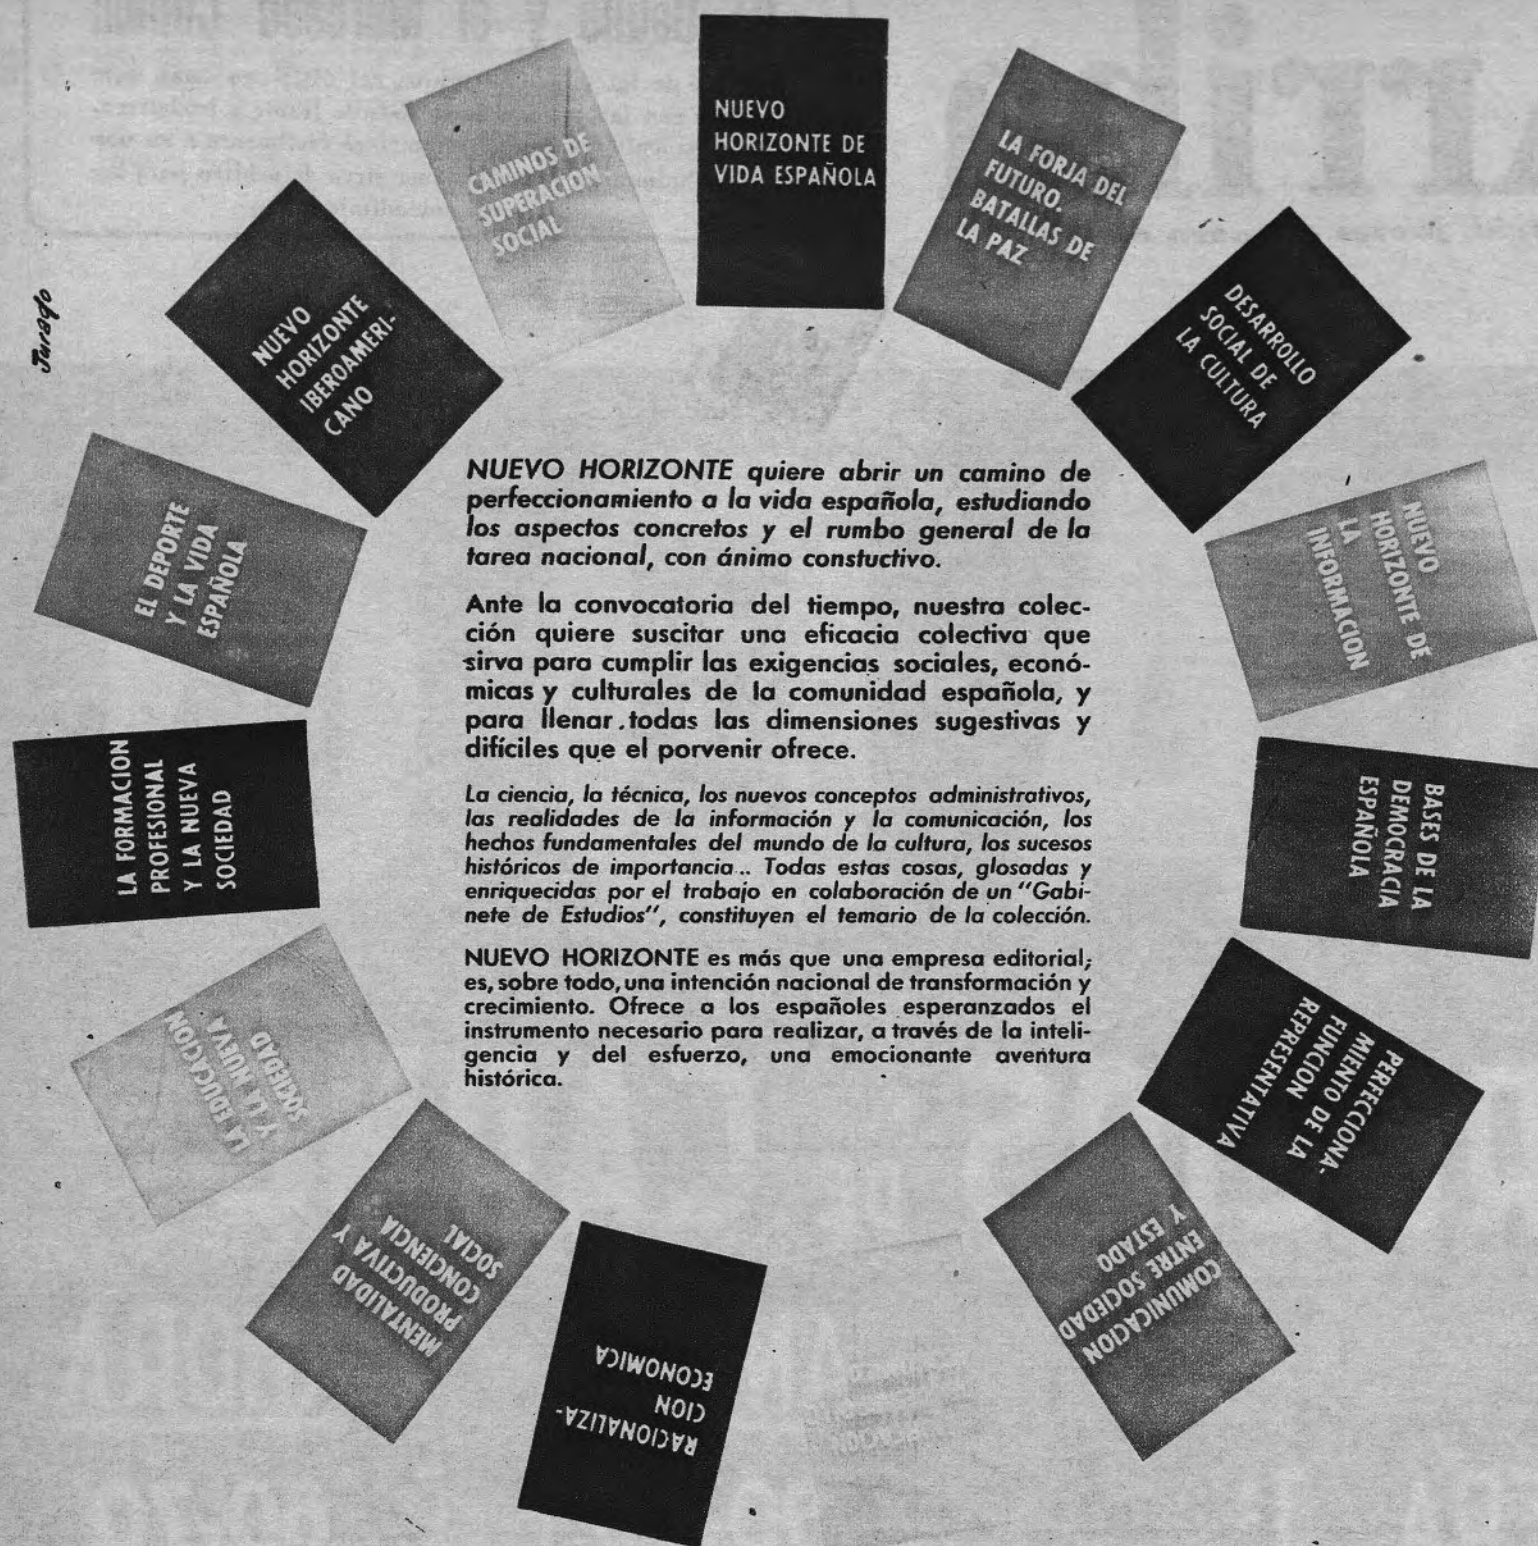 NUEVO
HORIZONTE DE
VIDA ESPAÑOLA
LA FORJA DEL
FUTURO.
BATALLAS DE
LA PAZ
DESARROLLO
SOCIAL DE
LA CULTURA
NUEVO
HORIZONTE DE
LA
INFORMACION
BASES DE LA
DEMOCRACIA
ESPAÑOLA
PERFECCIONA-
MIENTO DE LA
FUNCION
REPRESENTATIVA
COMUNICACION
ENTRE SOCIEDAD
Y ESTADO
RACIONALIZA-
CION
ECONOMICA
MENTALIDAD
PRODUCTIVA Y
CONCIENCIA
SOCIAL
LA EDUCACION
Y LA NUEVA
SOCIEDAD
LA FORMACION
PROFESIONAL
Y LA NUEVA
SOCIEDAD
EL DEPORTE
Y LA VIDA
ESPAÑOLA
NUEVO
HORIZONTE
IBEROAMERI-
CANO
CAMINOS DE
SUPERACION
SOCIAL
Jurado
NUEVO HORIZONTE quiere abrir un camino de
perfeccionamiento a la vida española, estudiando
los aspectos concretos y el rumbo general de la
tarea nacional, con ánimo constuctivo.
Ante la convocatoria del tiempo, nuestra colec-
ción quiere suscitar una eficacia colectiva que
sirva para cumplir las exigencias sociales, econó-
micas y culturales de la comunidad española, y
para llenar todas las dimensiones sugestivas y
difíciles que el porvenir ofrece.
La ciencia, la técnica, los nuevos conceptos administrativos,
las realidades de la información y la comunicación, los
hechos fundamentales del mundo de la cultura, los sucesos
históricos de importancia... Todas estas cosas, glosadas y
enriquecidas por el trabajo en colaboración de un "Gabi-
nete de Estudios", constituyen el temario de la colección.
NUEVO HORIZONTE es más que una empresa editorial;
es, sobre todo, una intención nacional de transformación y
crecimiento. Ofrece a los españoles esperanzados el
instrumento necesario para realizar, a través de la inteli-
gencia y del esfuerzo, una emocionante aventura
histórica.